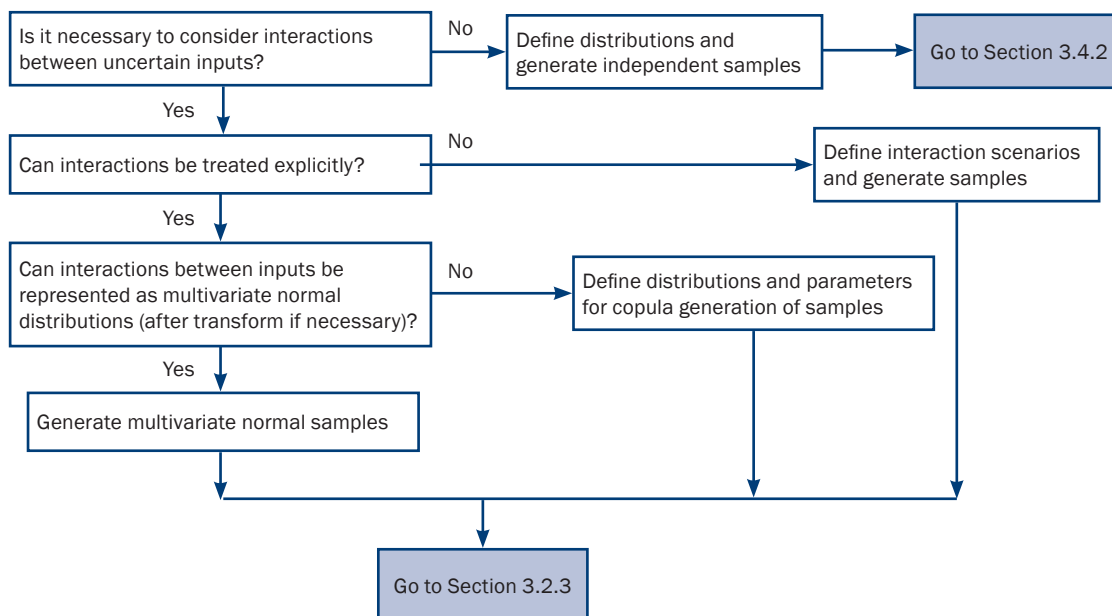 Is it necessary to consider interactions
between uncertain inputs?
No
Define distributions and
generate independent samples
Go to Section 3.4.2
Yes
Can interactions be treated explicitly?
No
Define interaction scenarios
and generate samples
Yes
Can interactions between inputs be
represented as multivariate normal
distributions (after transform if necessary)?
No
Define distributions and parameters
for copula generation of samples
Yes
Generate multivariate normal samples
Go to Section 3.2.3